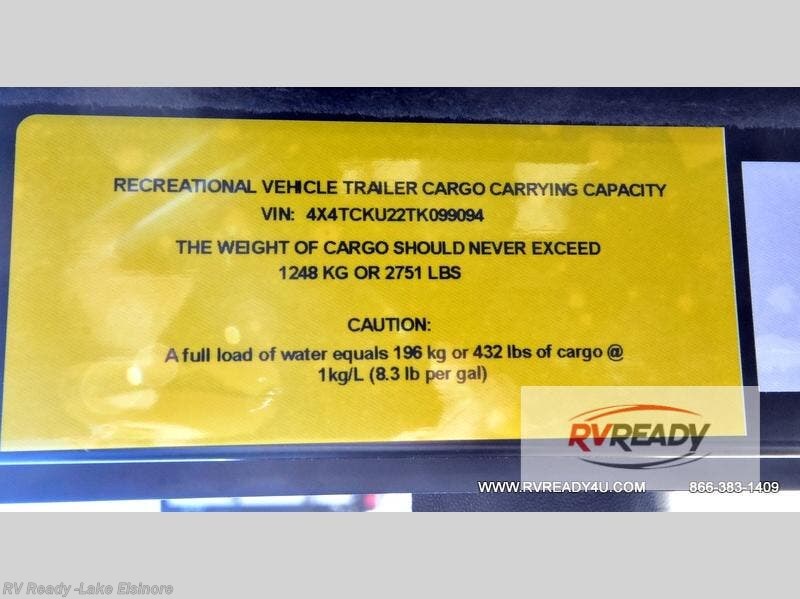 RECREATIONAL VEHICLE TRAILER CARGO CARRYING CAPACITY
VIN: 4X4TCKU22TK099094
THE WEIGHT OF CARGO SHOULD NEVER EXCEED
1248 KG OR 2751 LBS
CAUTION:
A full load of water equals 196 kg or 432 lbs of cargo @
1kg/L (8.3 lb per gal)
RVREADY
WWW.RVREADY4U.COM 866-383-1409
RV Ready -Lake Elsinore